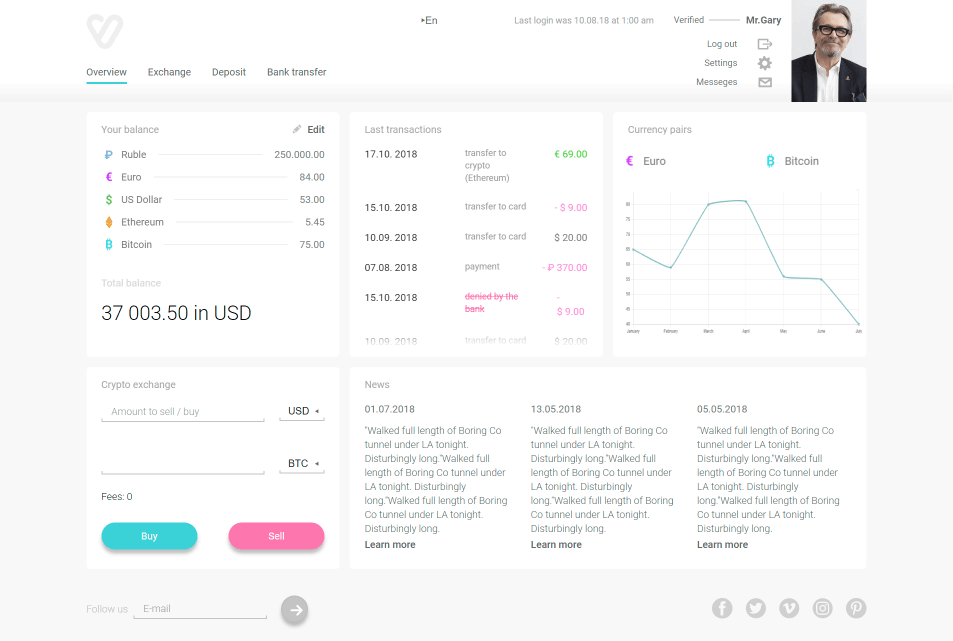 ▸En
Last login was 10.08.18 at 1:00 am
Verified
Mr.Gary
Log out
Settings
Messeges
Overview
Exchange
Deposit
Bank transfer
Your balance
Edit
₽ Ruble 250.000.00
€ Euro 84.00
$ US Dollar 53.00
Ethereum 5.45
Bitcoin 75.00
Total balance
37 003.50 in USD
Last transactions
17.10. 2018 transfer to € 69.00
crypto
(Ethereum)
15.10. 2018 transfer to card - $ 9.00
10.09. 2018 transfer to card $ 20.00
07.08. 2018 payment - ₽ 370.00
15.10. 2018 denied by the -
bank $ 9.00
10.09. 2018 transfer to card $ 20.00
Currency pairs
€ Euro
Bitcoin
80
75
70
65
60
55
50
45
40
January February March April May June July
Crypto exchange
Amount to sell / buy
USD
BTC
Fees: 0
Buy
Sell
News
01.07.2018
"Walked full length of Boring Co
tunnel under LA tonight.
Disturbingly long."Walked full
length of Boring Co tunnel under
LA tonight. Disturbingly
long."Walked full length of Boring
Co tunnel under LA tonight.
Disturbingly long.
Learn more
13.05.2018
"Walked full length of Boring Co
tunnel under LA tonight.
Disturbingly long."Walked full
length of Boring Co tunnel under
LA tonight. Disturbingly
long."Walked full length of Boring
Co tunnel under LA tonight.
Disturbingly long.
Learn more
05.05.2018
"Walked full length of Boring Co
tunnel under LA tonight.
Disturbingly long."Walked full
length of Boring Co tunnel under
LA tonight. Disturbingly
long."Walked full length of Boring
Co tunnel under LA tonight.
Disturbingly long.
Learn more
Follow us
E-mail